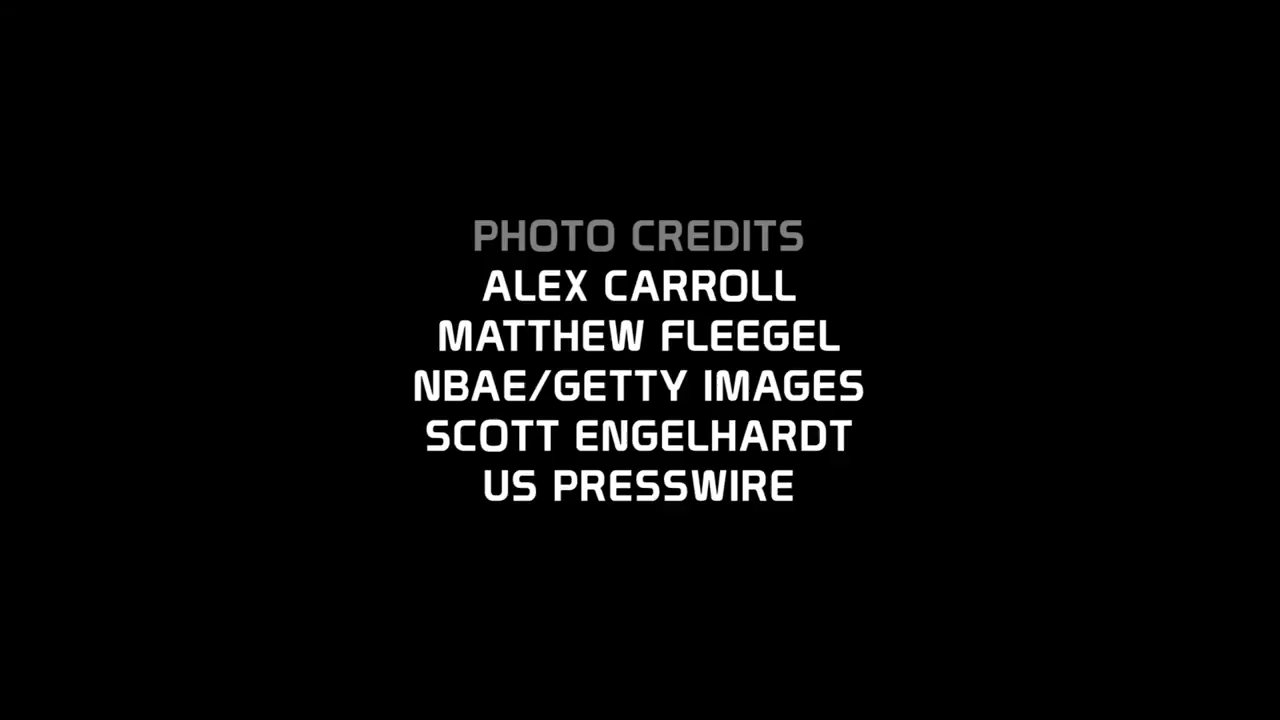 PHOTO CREDITS
ALEX CARROLL
MATTHEW FLEEGEL
NBAE/GETTY IMAGES
SCOTT ENGELHARDT
US PRESSWIRE